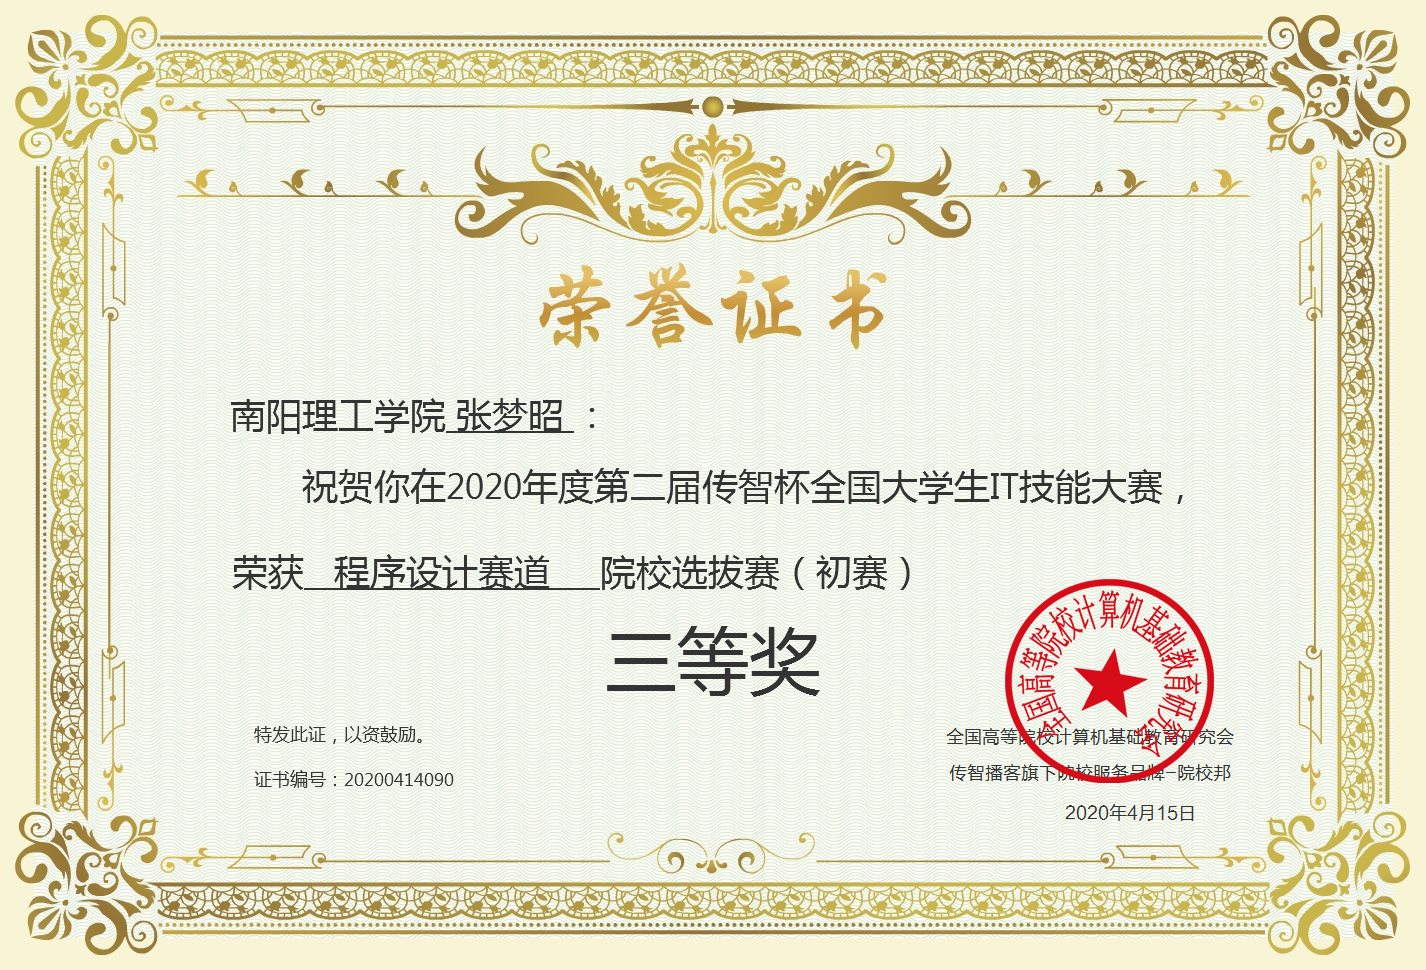 荣誉证书
南阳理工学院 张梦昭 ：
祝贺你在2020年度第二届传智杯全国大学生IT技能大赛，
荣获 程序设计赛道 院校选拔赛（初赛）
三等奖
特发此证，以资鼓励。
证书编号：20200414090
全国高等院校计算机基础教育研究会
全国高等院校计算机基础教育研究会
传智播客旗下院校服务品牌-院校邦
2020年4月15日